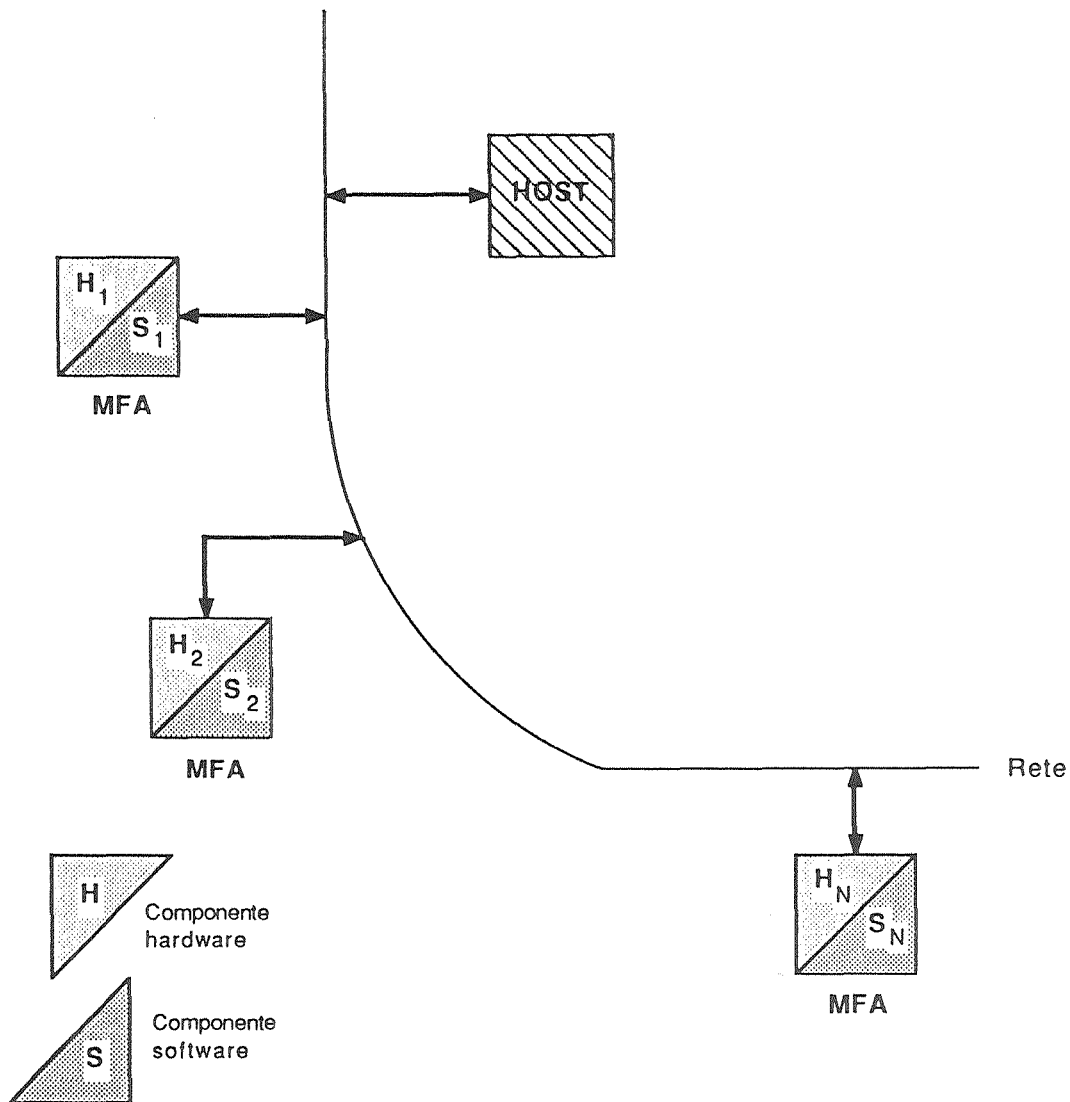 HOST
H1
S1
MFA
H2
S2
MFA
Rete
HN
SN
MFA
H
Componente
hardware
S
Componente
software